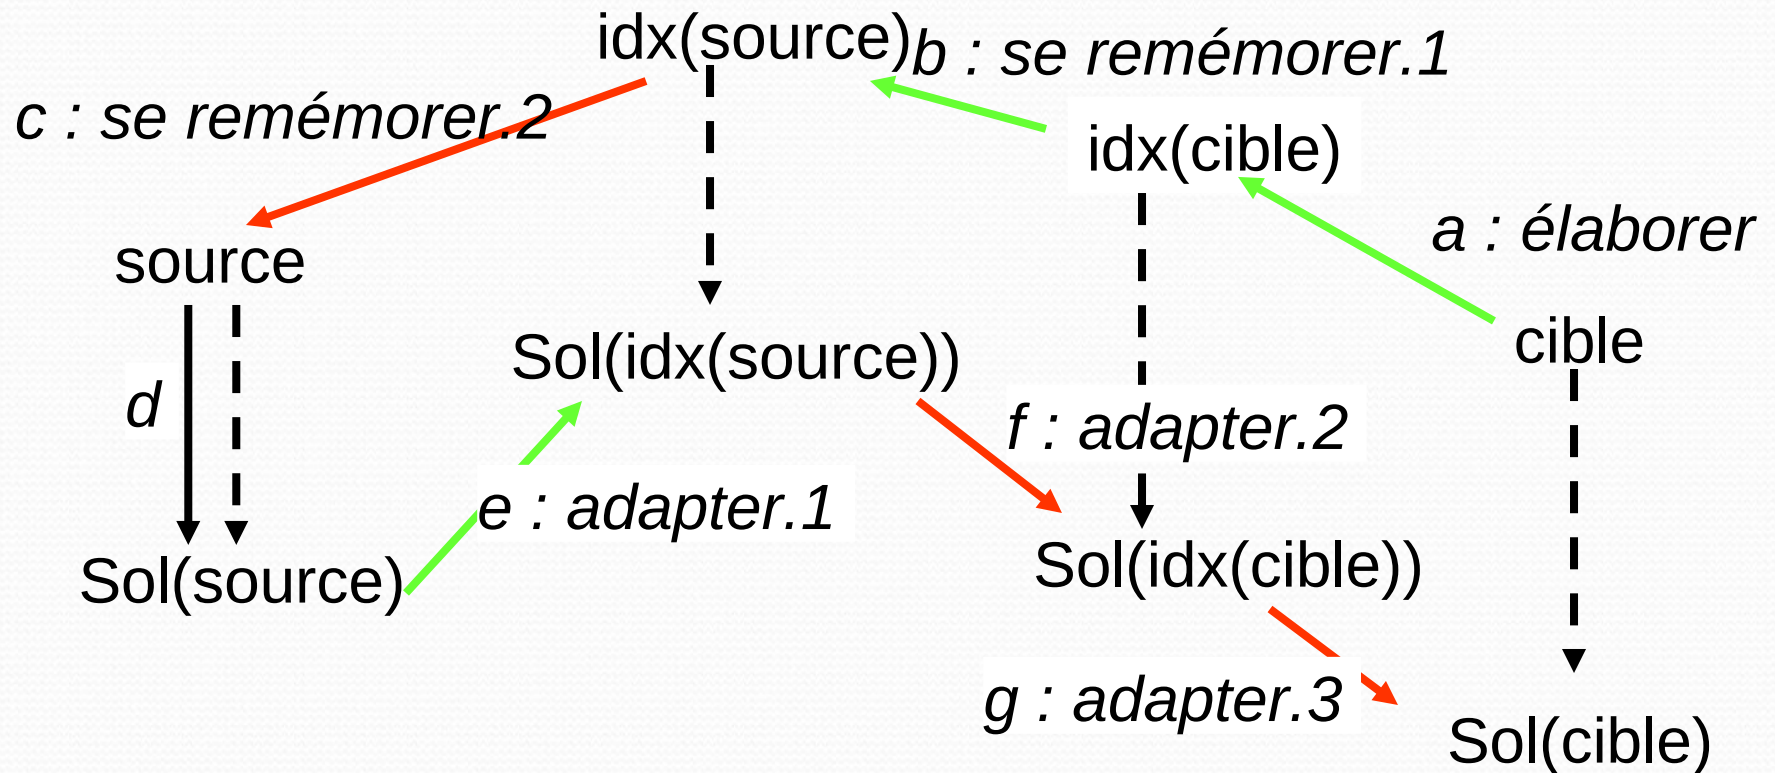 idx(source)
b : se remémorer.1
c : se remémorer.2
idx(cible)
a : élaborer
source
cible
Sol(idx(source))
d
f : adapter.2
e : adapter.1
Sol(idx(cible))
Sol(source)
g : adapter.3
Sol(cible)